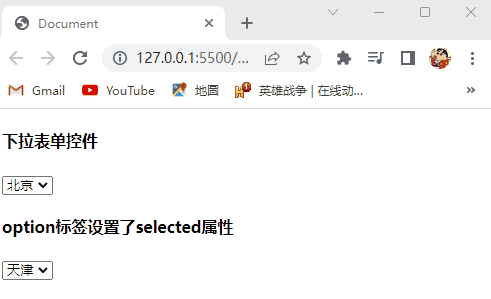 Document
127.0.0.1:5500/...
Gmail
YouTube
地圖
英雄战争 | 在线动...
下拉表单控件
北京
option标签设置了selected属性
天津